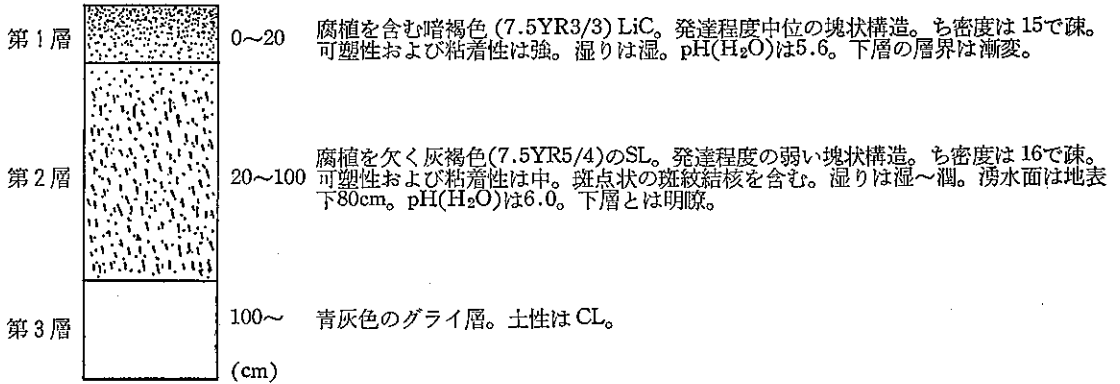 第1層
0~20
腐植を含む暗褐色 (7.5YR3/3) LiC。発達程度中位の塊状構造。ち密度は15で疎。
可塑性および粘着性は強。湿りは湿。pH(H₂O)は5.6。下層の層界は漸変。
第2層
20~100
腐植を欠く灰褐色(7.5YR5/4)のSL。発達程度の弱い塊状構造。ち密度は16で疎。
可塑性および粘着性は中。斑点状の斑紋結核を含む。湿りは湿~潤。湧水面は地表
下80cm。pH(H₂O)は6.0。下層とは明瞭。
第3層
100~
青灰色のグライ層。土性はCL。
(cm)